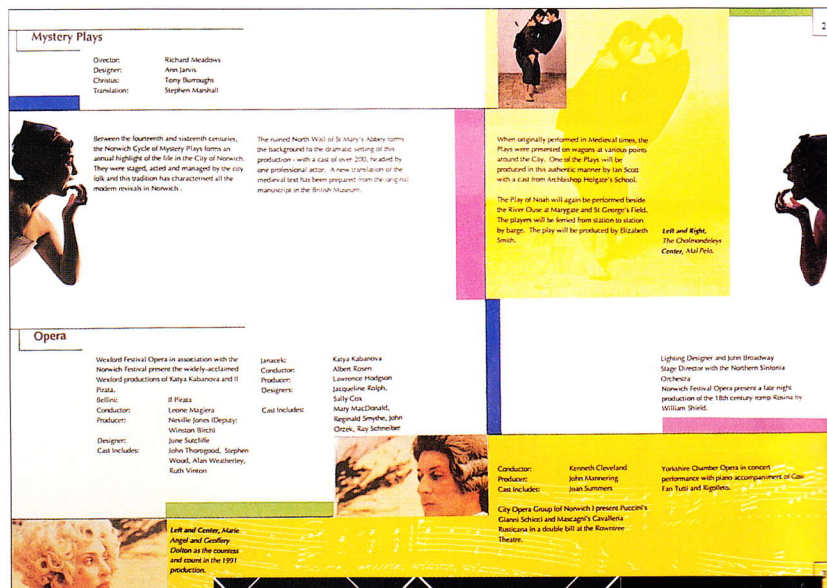 Mystery Plays
Director: Richard Meadows
Designer: Ann Jarvis
Christus: Tony Burroughs
Translation: Stephen Marshall
Between the fourteenth and sixteenth centuries,
the Norwich Cycle of Mystery Plays forms an
annual highlight of the life in the City of Norwich.
They were staged, acted and managed by the city
folk and this tradition has characterised all the
modern revivals in Norwich .
The ruined North Wall of St Mary's Abbey forms
the background to the dramatic setting of this
production - with a cast of over 200, headed by
one professional actor. A new translation of the
medieval text has been prepared from the original
manuscript in the British Museum.
When originally performed in Medieval times, the
Plays were presented on wagons at various points
around the City. One of the Plays will be
produced in this authentic manner by Ian Scott
with a cast from Archbishop Holgate's School.
The Play of Noah will again be performed beside
the River Ouse at Marygate and St George's Field.
The players will be ferried from station to station
by barge. The play will be produced by Elizabeth
Smith.
Left and Right,
The Cholmondeleys
Center, Mal Pelo.
2
Opera
Wexford Festival Opera in association with the
Norwich Festival present the widely-acclaimed
Wexford productions of Katya Kabanova and Il
Pirata.
Bellini: Il Pirata
Conductor: Leone Magiera
Producer: Neville Jones (Deputy:
Winston Birch)
Designer: June Sutcliffe
Cast Includes: John Thorogood, Stephen
Woud, Alan Weatherley,
Ruth Vinton
Janacek: Katya Kabanova
Conductor: Albert Rosen
Producer: Lawrence Hodgson
Designers: Jacqueline Rolph,
Sally Cox
Cast Includes: Mary MacDonald,
Reginald Smythe, John
Orzek, Ray Schneiber
Lighting Designer and John Broadway
Stage Director with the Northern Sinfonia
Orchestra
Norwich Festival Opera present a late night
production of the 18th century romp Rosina by
William Shield.
Conductor: Kenneth Cleveland
Producer: John Mannering
Cast Includes: Joan Summers
City Opera Group (of Norwich ) present Puccini's
Gianni Schicci and Mascagni's Cavalleria
Rusticana in a double bill at the Rowntree
Theatre.
Yorkshire Chamber Opera in concert
performance with piano accompaniment of Cosi
Fan Tutti and Rigolleto.
Left and Center, Marie
Angel and Geoffery
Dolton as the countess
and count in the 1991
production.
welcome, welcome